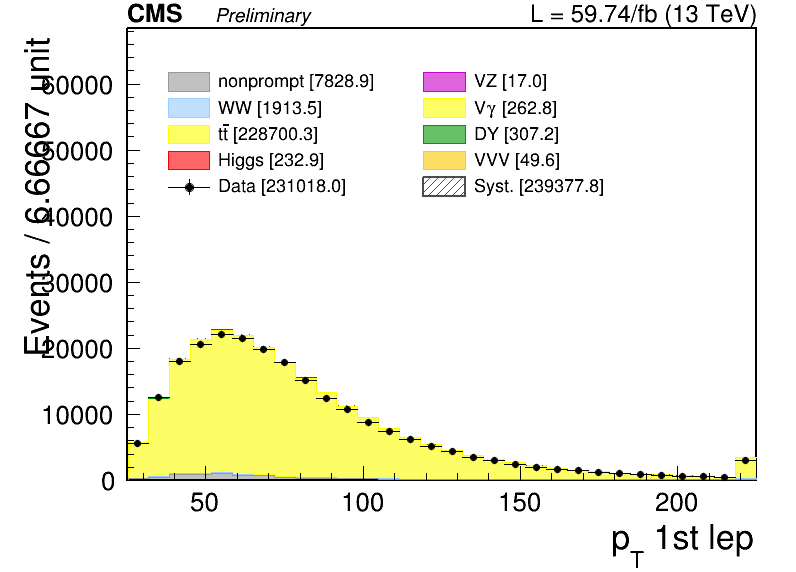 CMS Preliminary L = 59.74/fb (13 TeV)
nonprompt [7828.9] VZ [17.0]
WW [1913.5] Vγ [262.8]
tt̄ [228700.3] DY [307.2]
Higgs [232.9] VVV [49.6]
Data [231018.0] Syst. [239377.8]
Events / 6.66667 unit
60000
50000
40000
30000
20000
10000
0
50 100 150 200
p_T 1st lep